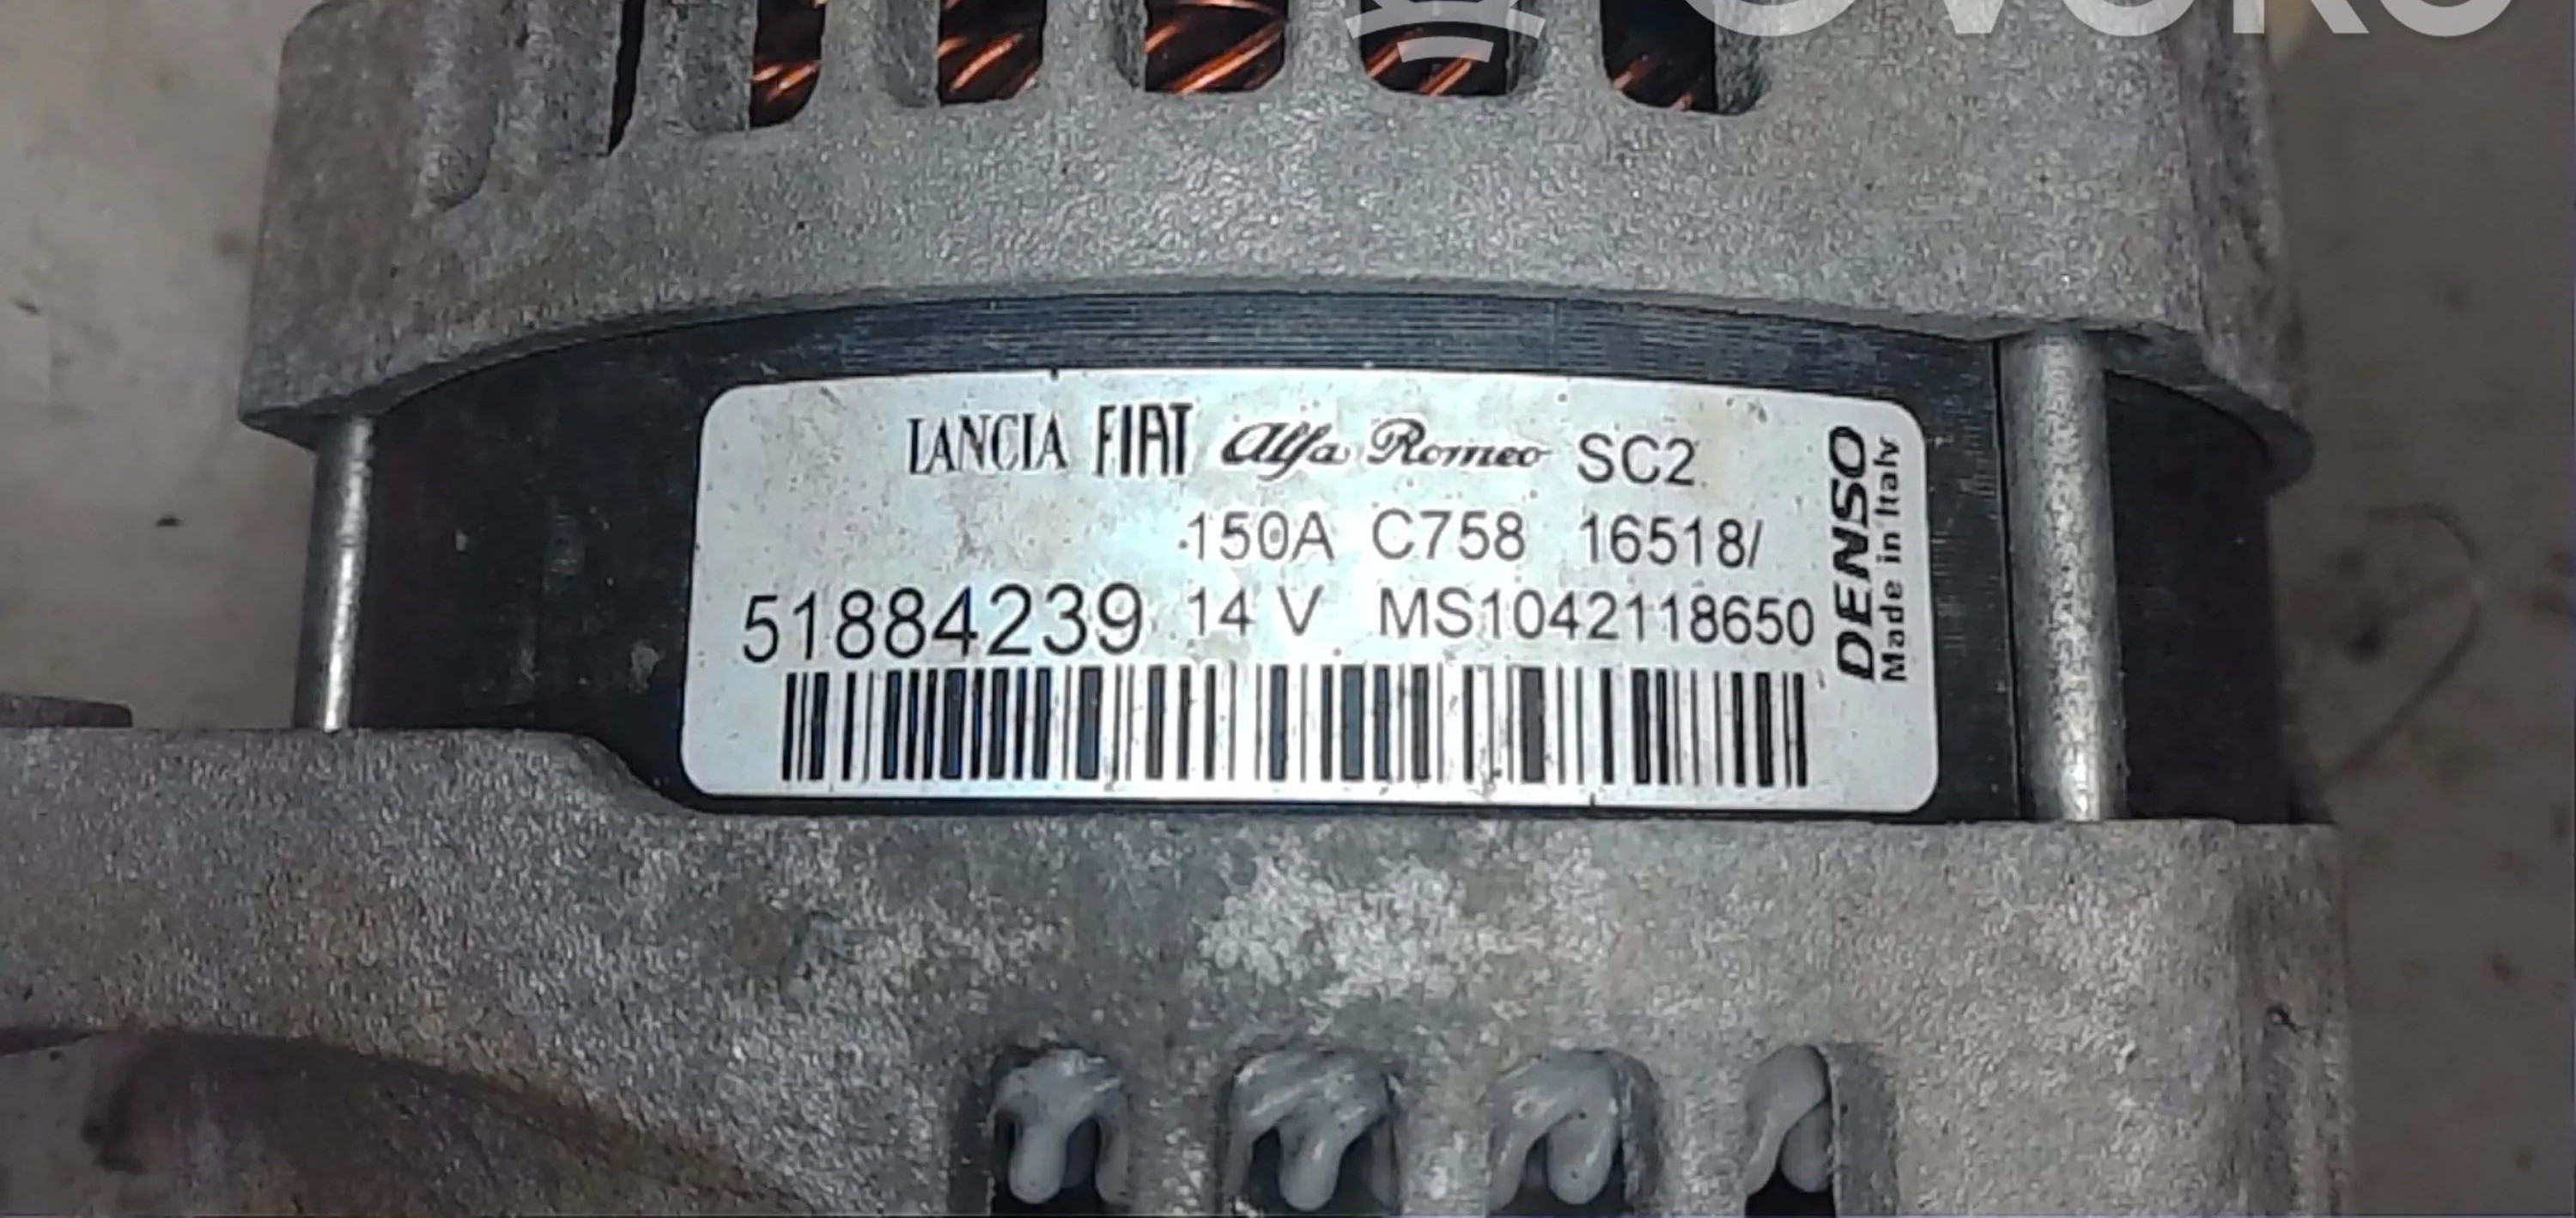 LANCIA FIAT Alfa Romeo SC2
150A C758 16518/
51884239 14 V MS1042118650
DENSO
Made in Italy